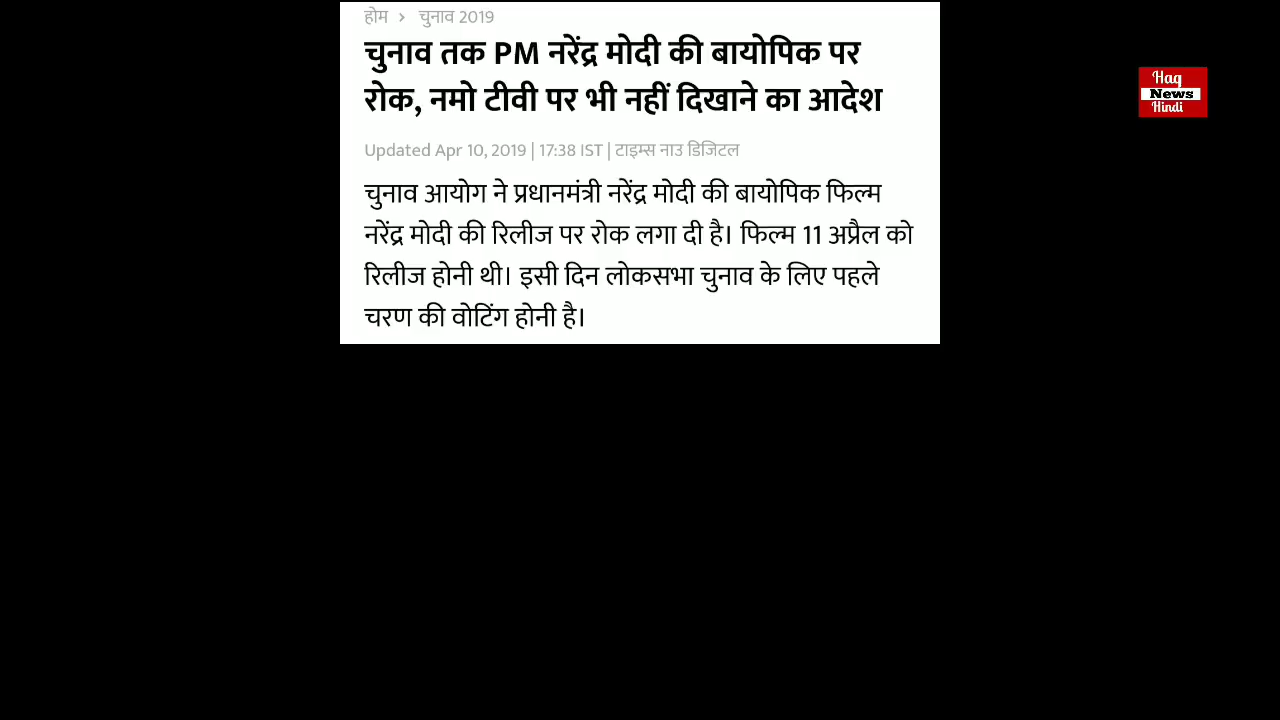 होम > चुनाव 2019
चुनाव तक PM नरेंद्र मोदी की बायोपिक पर
रोक, नमो टीवी पर भी नहीं दिखाने का आदेश
Updated Apr 10, 2019 | 17:38 IST | टाइम्स नाउ डिजिटल
चुनाव आयोग ने प्रधानमंत्री नरेंद्र मोदी की बायोपिक फिल्म
नरेंद्र मोदी की रिलीज पर रोक लगा दी है। फिल्म 11 अप्रैल को
रिलीज होनी थी। इसी दिन लोकसभा चुनाव के लिए पहले
चरण की वोटिंग होनी है।
Haq
News
Hindi